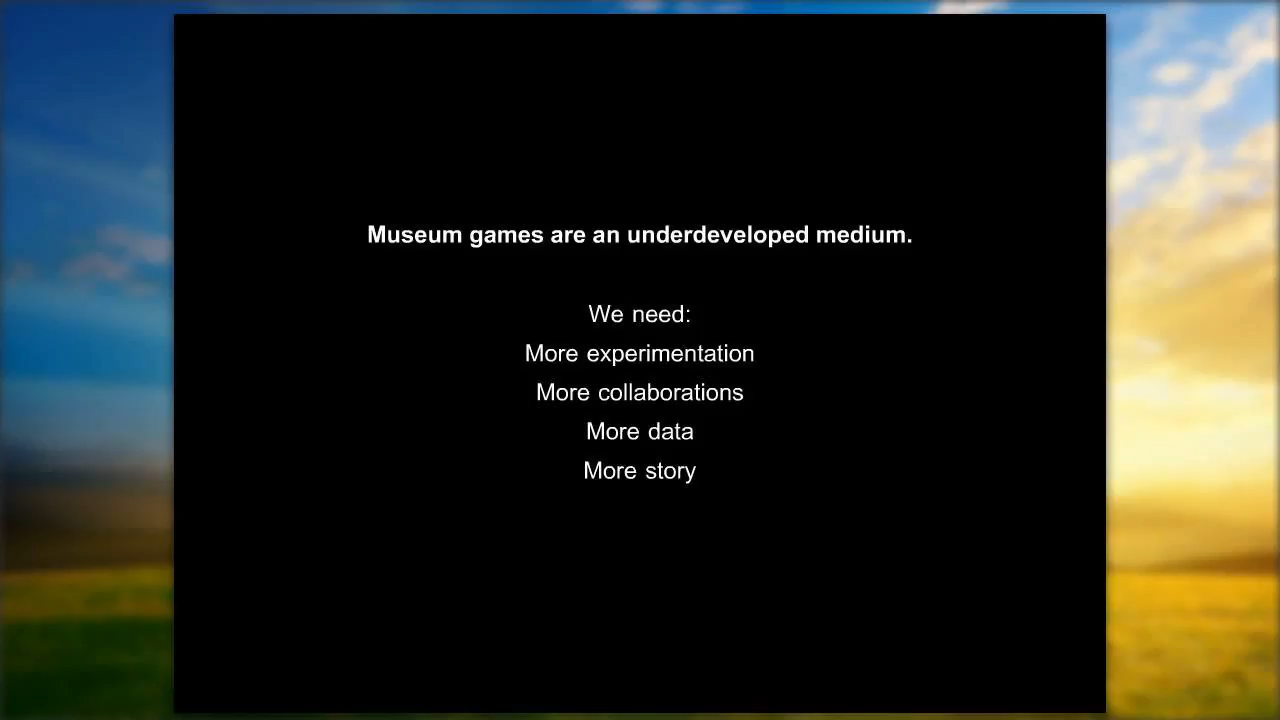 Museum games are an underdeveloped medium.
We need:
More experimentation
More collaborations
More data
More story